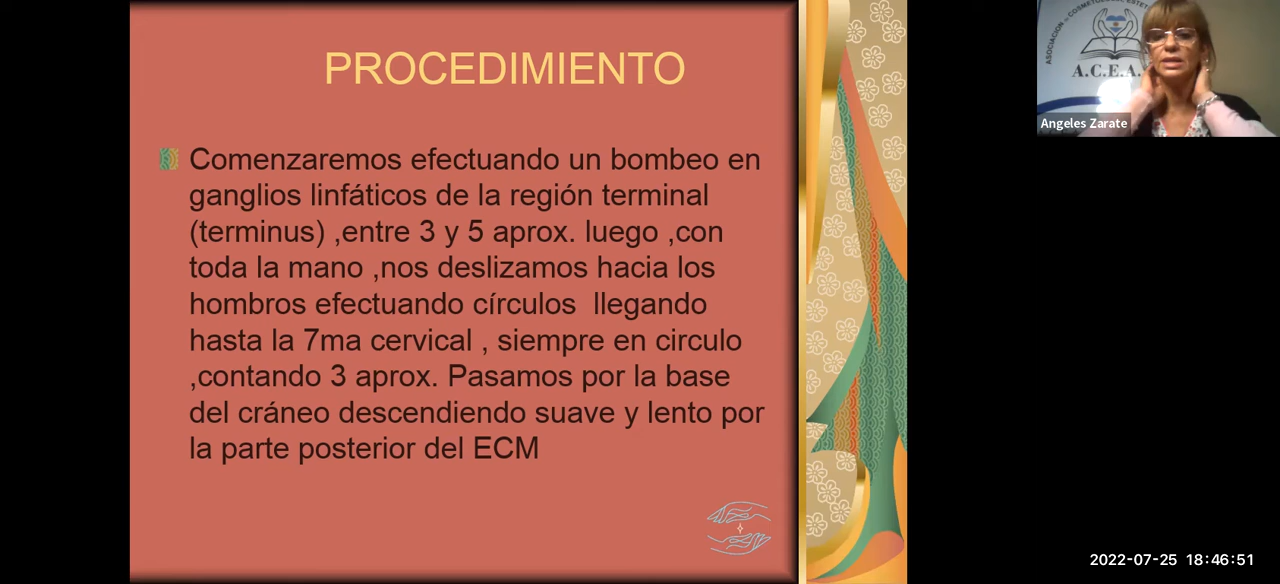 PROCEDIMIENTO
Comenzaremos efectuando un bombeo en
ganglios linfáticos de la región terminal
(terminus) ,entre 3 y 5 aprox. luego ,con
toda la mano ,nos deslizamos hacia los
hombros efectuando círculos  llegando
hasta la 7ma cervical , siempre en circulo
,contando 3 aprox. Pasamos por la base
del cráneo descendiendo suave y lento por
la parte posterior del ECM
A.C.E.A.
Angeles Zarate
2022-07-25 18:46:51